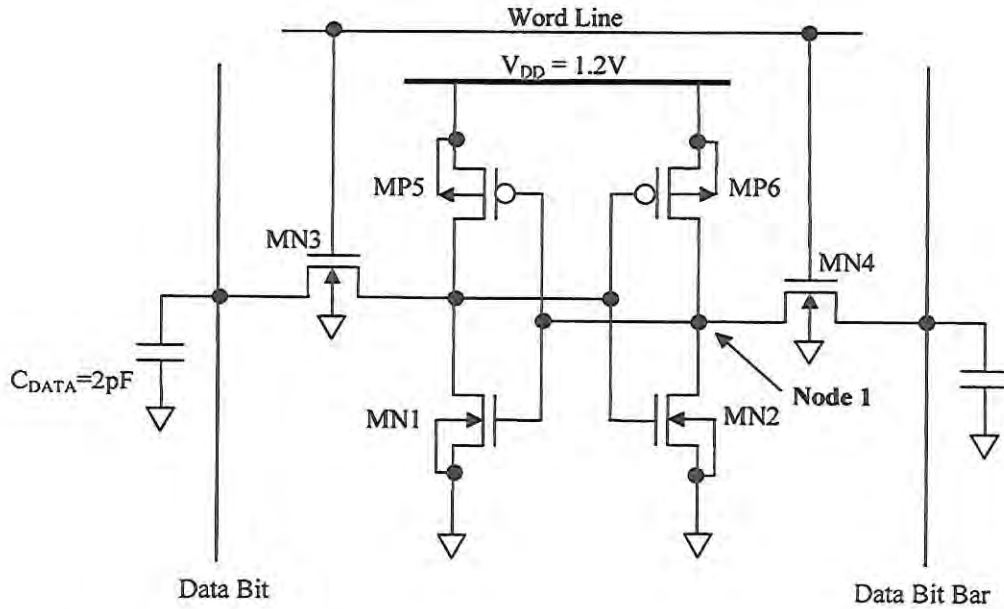 Word Line
V_DD = 1.2V
MP5
MP6
MN3
MN4
C_DATA=2pF
Node 1
MN1
MN2
Data Bit
Data Bit Bar